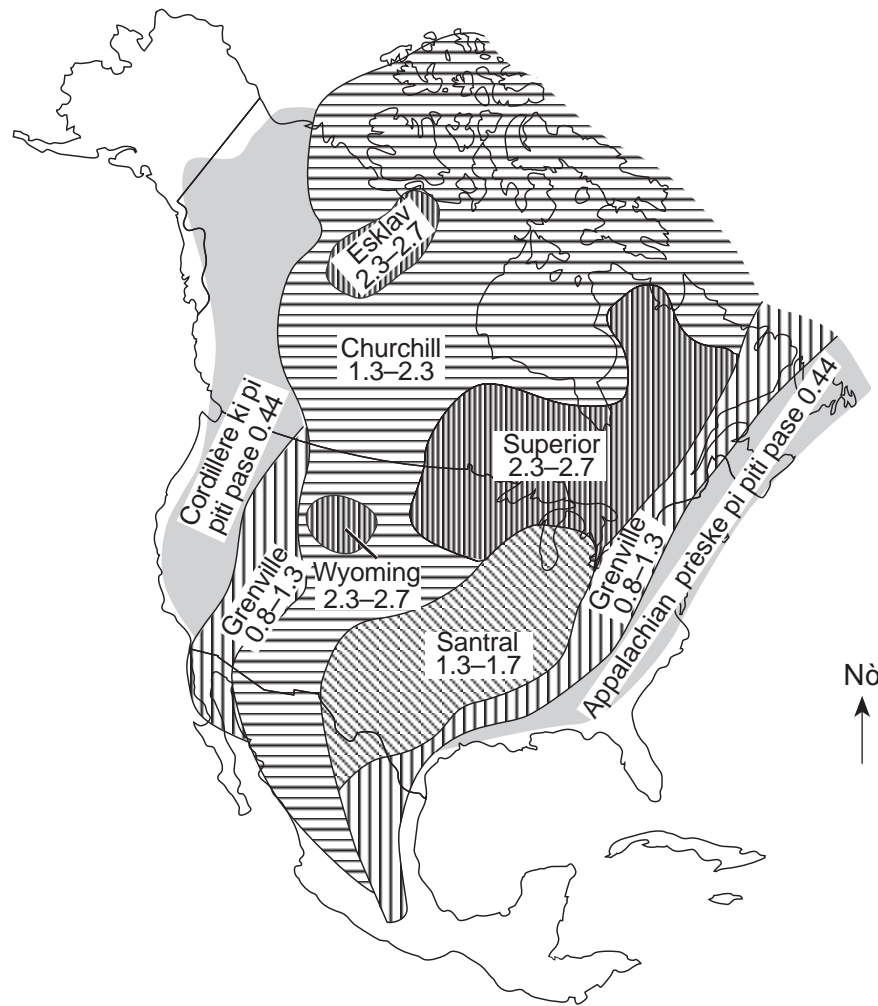 Esklav
2.3–2.7
Churchill
1.3–2.3
Cordillère ki pi
piti pase 0.44
Superior
2.3–2.7
Appalachian prèske pi piti pase 0.44
Grenville
0.8–1.3
Wyoming
2.3–2.7
Grenville
0.8–1.3
Santral
1.3–1.7
Nò